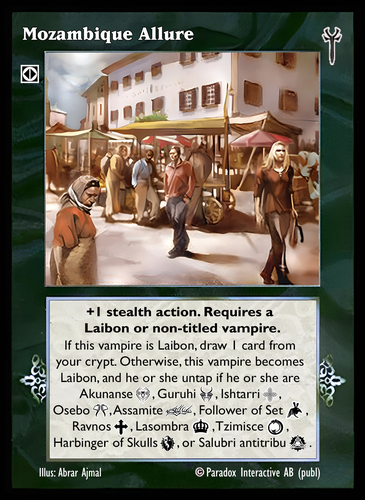 Mozambique Allure
+1 stealth action. Requires a
Laibon or non-titled vampire.
If this vampire is Laibon, draw 1 card from
your crypt. Otherwise, this vampire becomes
Laibon, and he or she untap if he or she are
Akunanse , Guruhi , Ishtarri ,
Osebo , Assamite , Follower of Set ,
Ravnos , Lasombra , Tzimisce ,
Harbinger of Skulls , or Salubri antitribu .
Illus: Abrar Ajmal © Paradox Interactive AB (publ)